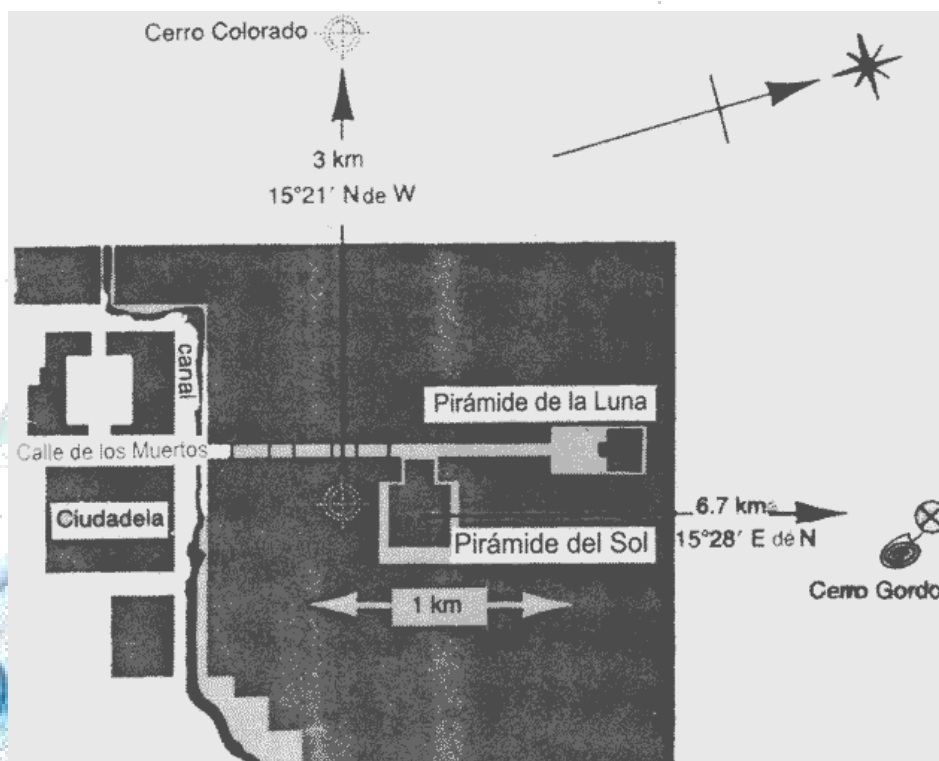 Cerro Colorado
3 km
15°21′ N de W
canal
Pirámide de la Luna
Calle de los Muertos
Ciudadela
6.7 km
15°28′ E de N
Pirámide del Sol
Cerro Gordo
1 km